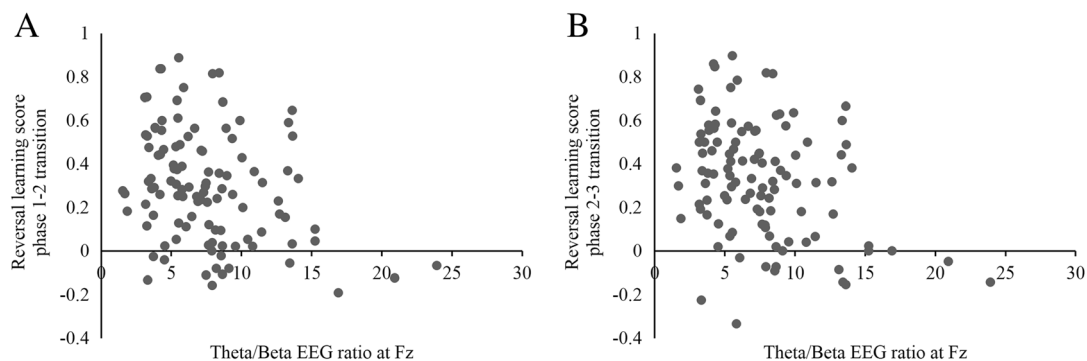 A
Reversal learning score
phase 1-2 transition
1
0.8
0.6
0.4
0.2
0
-0.2
-0.4
0 5 10 15 20 25 30
Theta/Beta EEG ratio at Fz
B
Reversal learning score
phase 2-3 transition
1
0.8
0.6
0.4
0.2
0
-0.2
-0.4
0 5 10 15 20 25 30
Theta/Beta EEG ratio at Fz